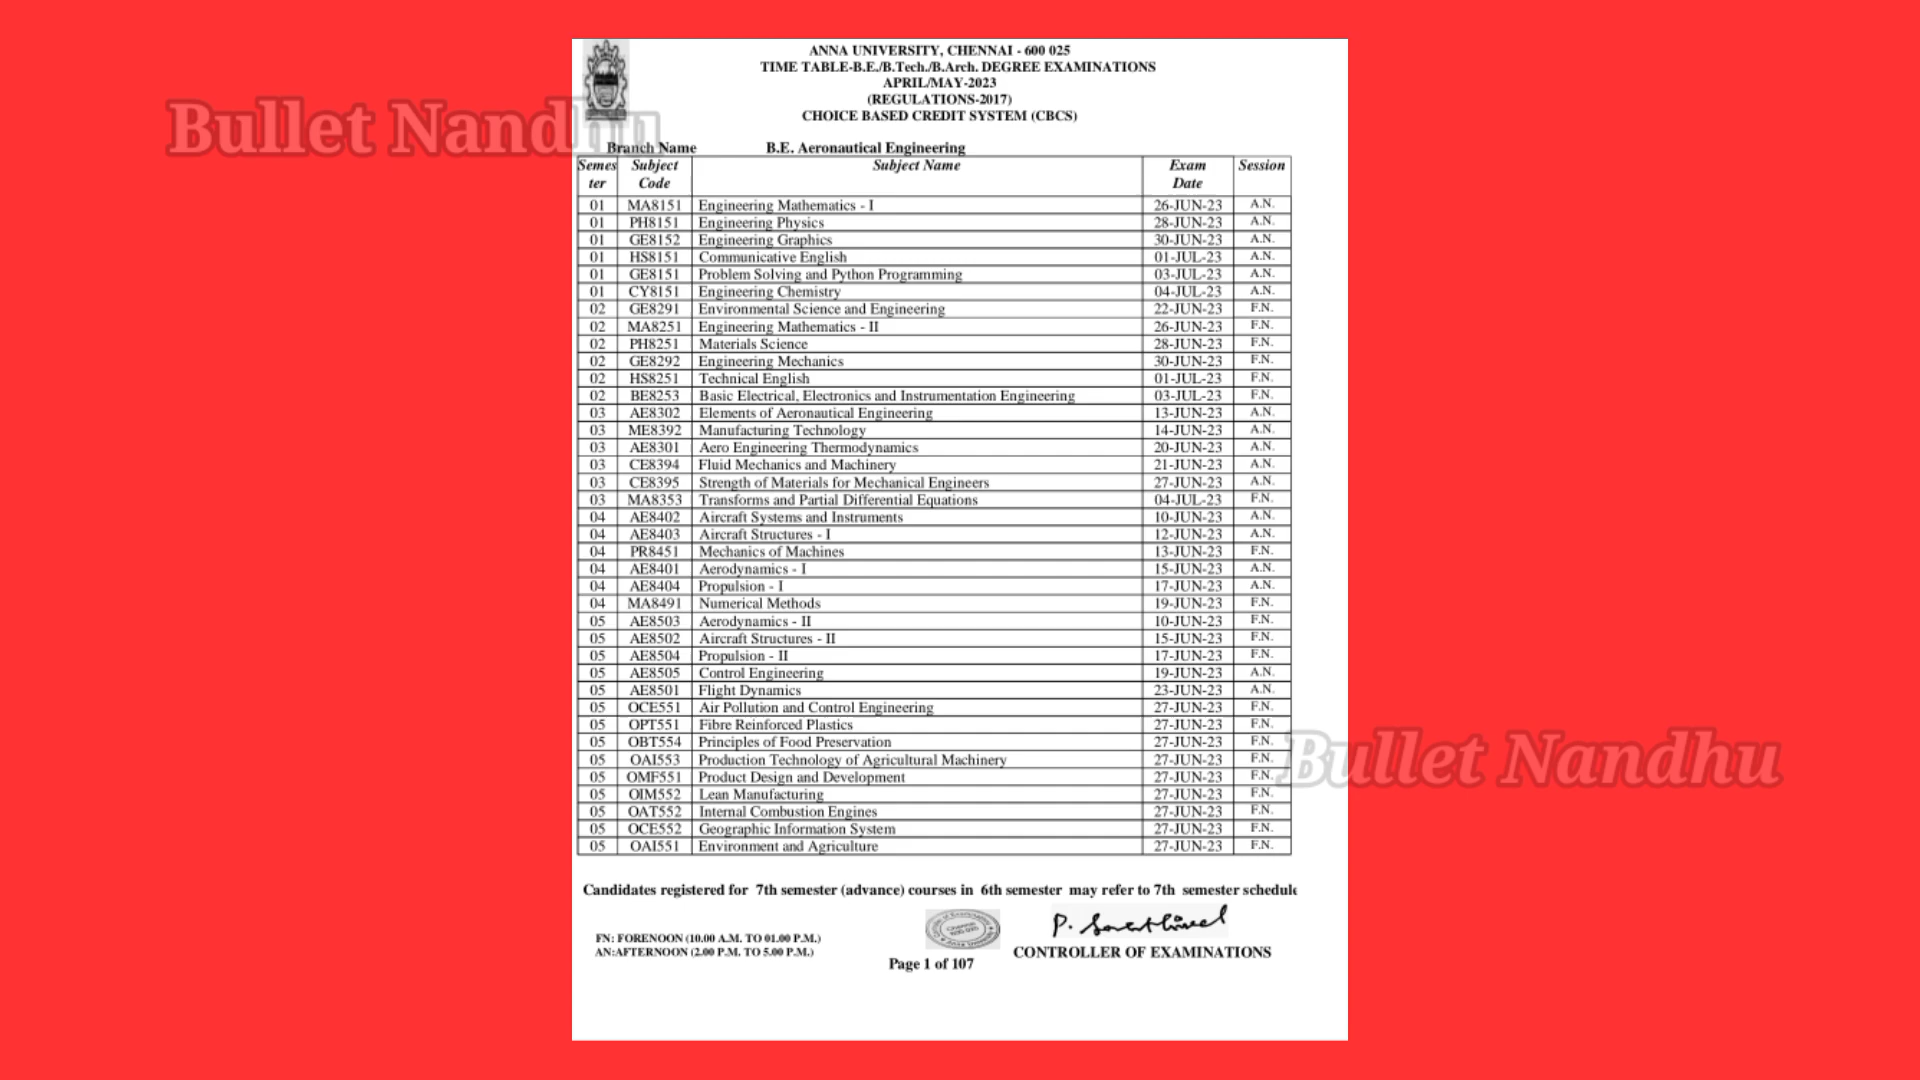 Bullet Nandhu
ANNA UNIVERSITY, CHENNAI - 600 025
TIME TABLE-B.E./B.Tech./B.Arch. DEGREE EXAMINATIONS
APRIL/MAY-2023
(REGULATIONS-2017)
CHOICE BASED CREDIT SYSTEM (CBCS)
Branch Name B.E. Aeronautical Engineering
Semes ter Subject Code Subject Name Exam Date Session
01 MA8151 Engineering Mathematics - I 26-JUN-23 A.N.
01 PH8151 Engineering Physics 28-JUN-23 A.N.
01 GE8152 Engineering Graphics 30-JUN-23 A.N.
01 HS8151 Communicative English 01-JUL-23 A.N.
01 GE8151 Problem Solving and Python Programming 03-JUL-23 A.N.
01 CY8151 Engineering Chemistry 04-JUL-23 A.N.
02 GE8291 Environmental Science and Engineering 22-JUN-23 F.N.
02 MA8251 Engineering Mathematics - II 26-JUN-23 F.N.
02 PH8251 Materials Science 28-JUN-23 F.N.
02 GE8292 Engineering Mechanics 30-JUN-23 F.N.
02 HS8251 Technical English 01-JUL-23 F.N.
02 BE8253 Basic Electrical, Electronics and Instrumentation Engineering 03-JUL-23 F.N.
03 AE8302 Elements of Aeronautical Engineering 13-JUN-23 A.N.
03 ME8392 Manufacturing Technology 14-JUN-23 A.N.
03 AE8301 Aero Engineering Thermodynamics 20-JUN-23 A.N.
03 CE8394 Fluid Mechanics and Machinery 21-JUN-23 A.N.
03 CE8395 Strength of Materials for Mechanical Engineers 27-JUN-23 A.N.
03 MA8353 Transforms and Partial Differential Equations 04-JUL-23 F.N.
04 AE8402 Aircraft Systems and Instruments 10-JUN-23 A.N.
04 AE8403 Aircraft Structures - I 12-JUN-23 A.N.
04 PR8451 Mechanics of Machines 13-JUN-23 F.N.
04 AE8401 Aerodynamics - I 15-JUN-23 A.N.
04 AE8404 Propulsion - I 17-JUN-23 A.N.
04 MA8491 Numerical Methods 19-JUN-23 F.N.
05 AE8503 Aerodynamics - II 10-JUN-23 F.N.
05 AE8502 Aircraft Structures - II 15-JUN-23 F.N.
05 AE8504 Propulsion - II 17-JUN-23 F.N.
05 AE8505 Control Engineering 19-JUN-23 A.N.
05 AE8501 Flight Dynamics 23-JUN-23 A.N.
05 OCE551 Air Pollution and Control Engineering 27-JUN-23 F.N.
05 OPT551 Fibre Reinforced Plastics 27-JUN-23 F.N.
05 OBT554 Principles of Food Preservation 27-JUN-23 F.N.
05 OAI553 Production Technology of Agricultural Machinery 27-JUN-23 F.N.
05 OMF551 Product Design and Development 27-JUN-23 F.N.
05 OIM552 Lean Manufacturing 27-JUN-23 F.N.
05 OAT552 Internal Combustion Engines 27-JUN-23 F.N.
05 OCE552 Geographic Information System 27-JUN-23 F.N.
05 OAI551 Environment and Agriculture 27-JUN-23 F.N.
Bullet Nandhu
Candidates registered for 7th semester (advance) courses in 6th semester may refer to 7th semester schedule
FN: FORENOON (10.00 A.M. TO 01.00 P.M.)
AN:AFTERNOON (2.00 P.M. TO 5.00 P.M.)
CONTROLLER OF EXAMINATIONS
Page 1 of 107